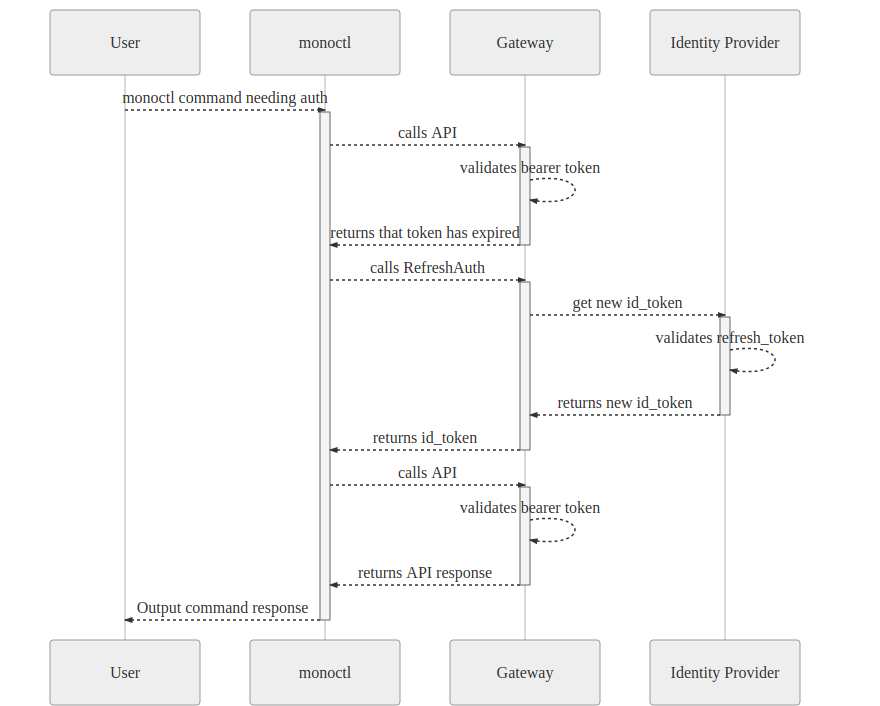 User
monoctl
Gateway
Identity Provider
monoctl command needing auth
calls API
validates bearer token
returns that token has expired
calls RefreshAuth
get new id_token
validates refresh_token
returns new id_token
returns id_token
calls API
validates bearer token
returns API response
Output command response
User
monoctl
Gateway
Identity Provider